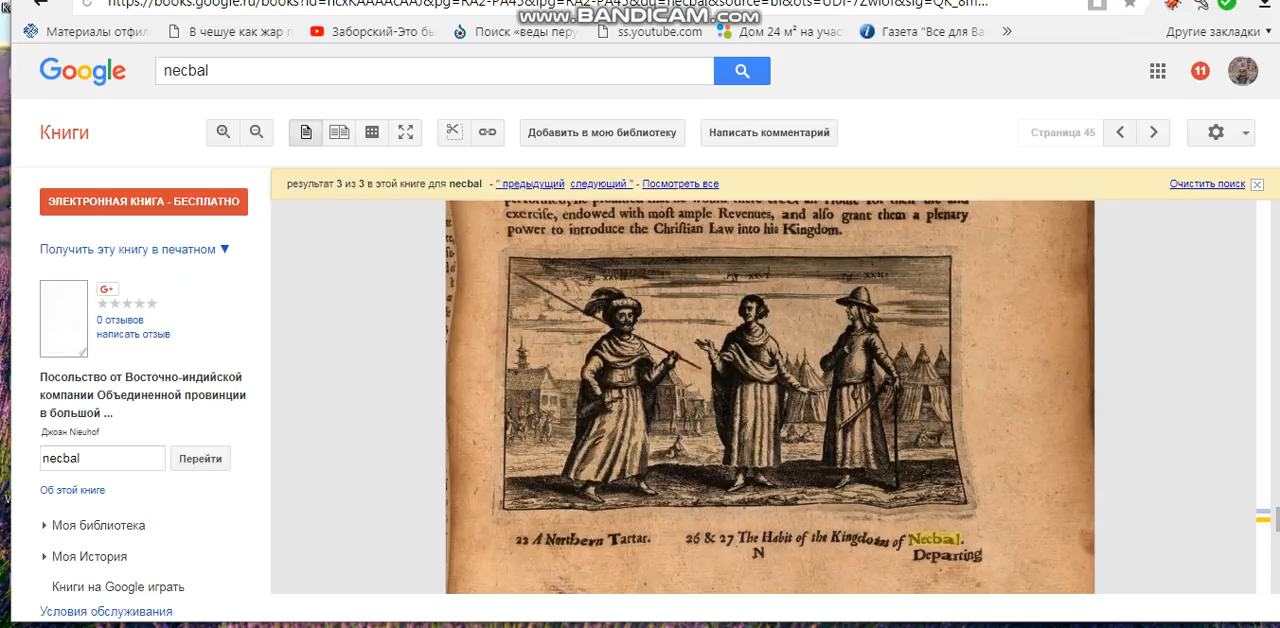 www.BANDICAM.com
Материалы отфил
В чешуе как жар г
Заборский-Это бы
Поиск «веды перу
ss.youtube.com
Дом 24 м² на учас
Газета "Все для Ва
»
Другие закладки
Google
necbal
11
Книги
Добавить в мою библиотеку
Написать комментарий
Страница 45
ЭЛЕКТРОННАЯ КНИГА - БЕСПЛАТНО
результат 3 из 3 в этой книге для necbal - " предыдущий следующий " - Посмотреть все
Очистить поиск
Получить эту книгу в печатном ▼
G+
0 отзывов
написать отзыв
Посольство от Восточно-индийской
компании Объединенной провинции
в большой ...
Джоан Nieuhof
necbal
Перейти
Об этой книге
Моя библиотека
Моя История
Книги на Google играть
Условия обслуживания
exercise, endowed with most ample Revenues, and also grant them a plenary
power to introduce the Christian Law into his Kingdom.
22 A Northern Tartar.
26 & 27 The Habit of the Kingdom of Necbal.
N
Departing